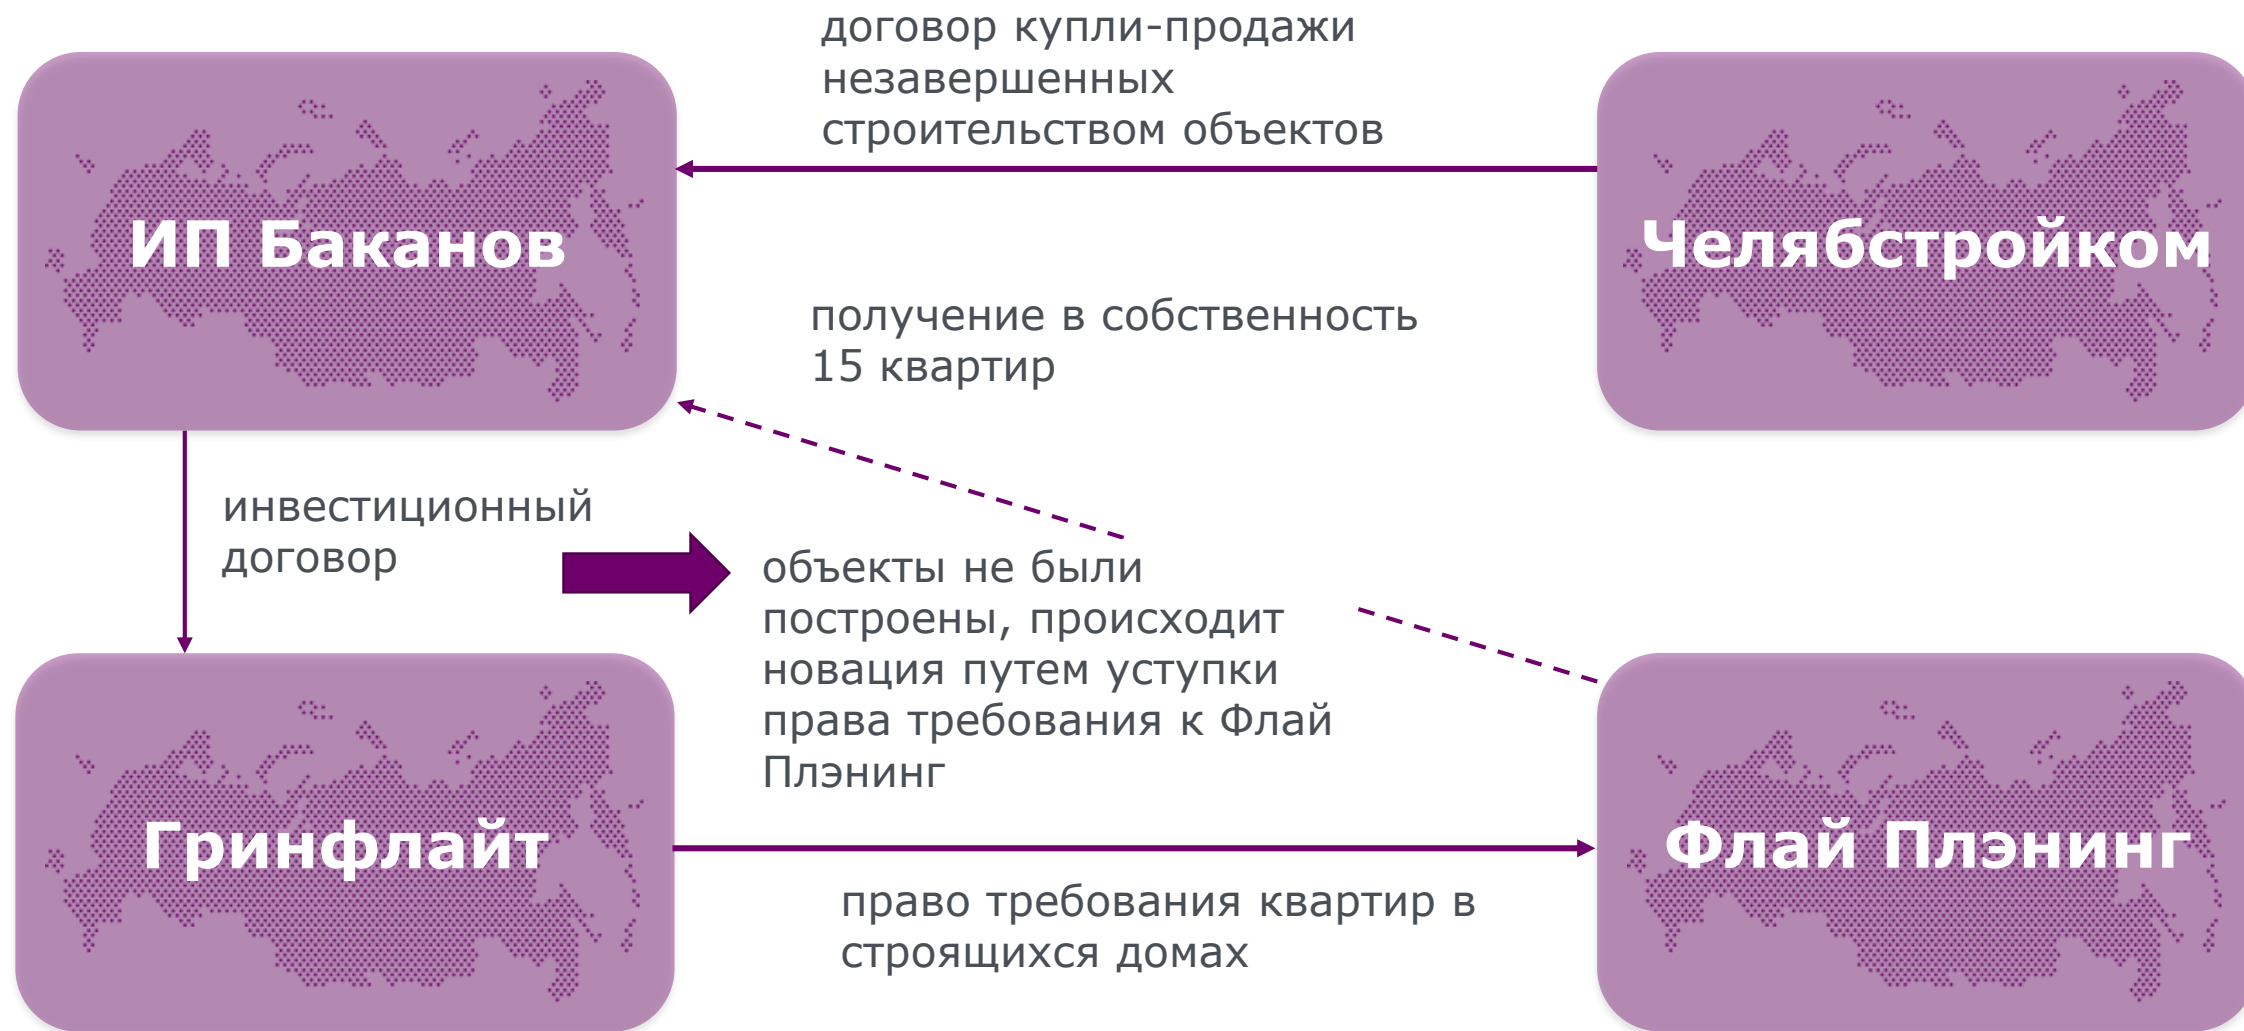 договор купли-продажи
незавершенных
строительством объектов
ИП Баканов
Челябстройком
получение в собственность
15 квартир
инвестиционный
договор
объекты не были
построены, происходит
новация путем уступки
права требования к Флай
Плэнинг
Гринфлайт
Флай Плэнинг
право требования квартир в
строящихся домах